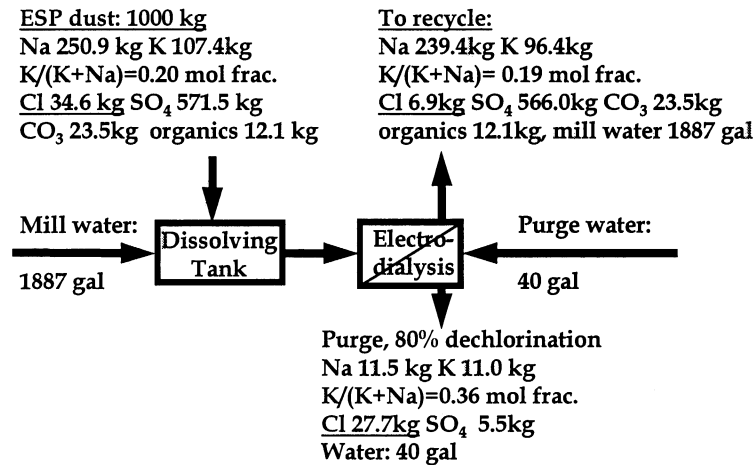 ESP dust: 1000 kg
Na 250.9 kg K 107.4kg
K/(K+Na)=0.20 mol frac.
Cl 34.6 kg SO₄ 571.5 kg
CO₃ 23.5kg organics 12.1 kg
To recycle:
Na 239.4kg K 96.4kg
K/(K+Na)= 0.19 mol frac.
Cl 6.9kg SO₄ 566.0kg CO₃ 23.5kg
organics 12.1kg, mill water 1887 gal
Mill water:
1887 gal
Dissolving
Tank
Electro-
dialysis
Purge water:
40 gal
Purge, 80% dechlorination
Na 11.5 kg K 11.0 kg
K/(K+Na)=0.36 mol frac.
Cl 27.7kg SO₄ 5.5kg
Water: 40 gal